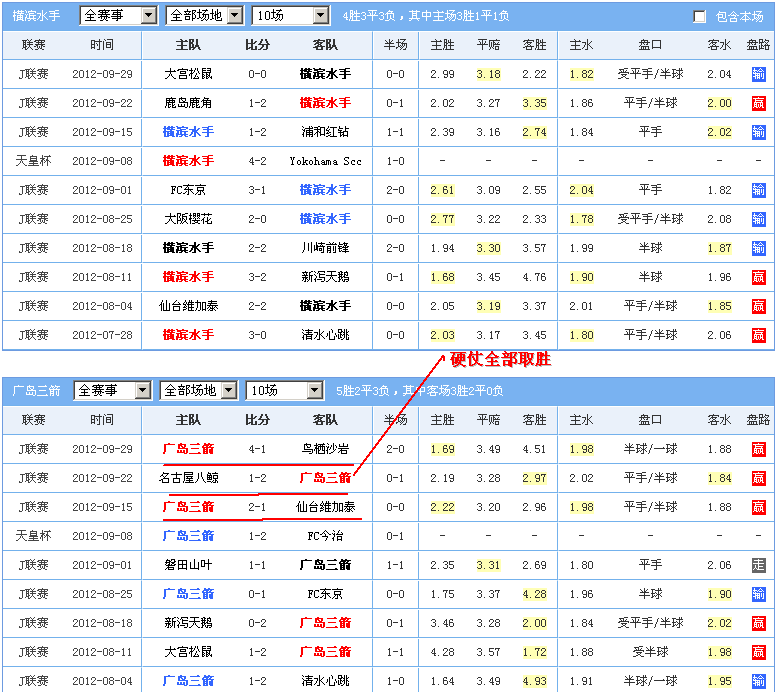 横滨水手 全赛事 全部场地 10场 4胜3平3负，其中主场3胜1平1负 包含本场
联赛 时间 主队 比分 客队 半场 主胜 平赔 客胜 主水 盘口 客水 盘路
J联赛 2012-09-29 大宫松鼠 0-0 横滨水手 0-0 2.99 3.18 2.22 1.82 受平手/半球 2.04 输
J联赛 2012-09-22 鹿岛鹿角 1-2 横滨水手 0-1 2.02 3.27 3.35 1.86 平手/半球 2.00 赢
J联赛 2012-09-15 横滨水手 1-2 浦和红钻 1-1 2.39 3.16 2.74 1.84 平手 2.02 输
天皇杯 2012-09-08 横滨水手 4-2 Yokohama Scc 1-0 - - - - - - -
J联赛 2012-09-01 FC东京 3-1 横滨水手 2-0 2.61 3.09 2.55 2.04 平手 1.82 输
J联赛 2012-08-25 大阪樱花 2-0 横滨水手 0-0 2.77 3.22 2.33 1.78 受平手/半球 2.08 输
J联赛 2012-08-18 横滨水手 2-2 川崎前锋 2-0 1.94 3.30 3.57 1.99 半球 1.87 输
J联赛 2012-08-11 横滨水手 3-2 新泻天鹅 0-1 1.68 3.45 4.76 1.90 半球 1.96 赢
J联赛 2012-08-04 仙台维加泰 2-2 横滨水手 0-0 2.05 3.19 3.37 2.01 平手/半球 1.85 赢
J联赛 2012-07-28 横滨水手 3-0 清水心跳 0-0 2.03 3.17 3.45 1.80 平手/半球 2.06 赢
硬仗全部取胜
广岛三箭 全赛事 全部场地 10场 5胜2平3负，其中客场3胜2平0负
联赛 时间 主队 比分 客队 半场 主胜 平赔 客胜 主水 盘口 客水 盘路
J联赛 2012-09-29 广岛三箭 4-1 鸟栖沙岩 2-0 1.69 3.49 4.51 1.98 半球/一球 1.88 赢
J联赛 2012-09-22 名古屋八鲸 1-2 广岛三箭 0-1 2.19 3.28 2.97 2.02 平手/半球 1.84 赢
J联赛 2012-09-15 广岛三箭 2-1 仙台维加泰 0-0 2.22 3.20 2.96 1.98 平手/半球 1.88 赢
天皇杯 2012-09-08 广岛三箭 1-2 FC今治 0-1 - - - - - - -
J联赛 2012-09-01 磐田山叶 1-1 广岛三箭 1-1 2.35 3.31 2.69 1.80 平手 2.06 走
J联赛 2012-08-25 广岛三箭 0-1 FC东京 0-0 1.75 3.37 4.28 1.96 半球 1.90 输
J联赛 2012-08-18 新泻天鹅 0-2 广岛三箭 0-1 3.46 3.28 2.00 1.84 受平手/半球 2.02 赢
J联赛 2012-08-11 大宫松鼠 1-2 广岛三箭 1-1 4.28 3.57 1.72 1.88 受半球 1.98 赢
J联赛 2012-08-04 广岛三箭 1-2 清水心跳 1-0 1.64 3.49 4.93 1.91 半球/一球 1.95 输